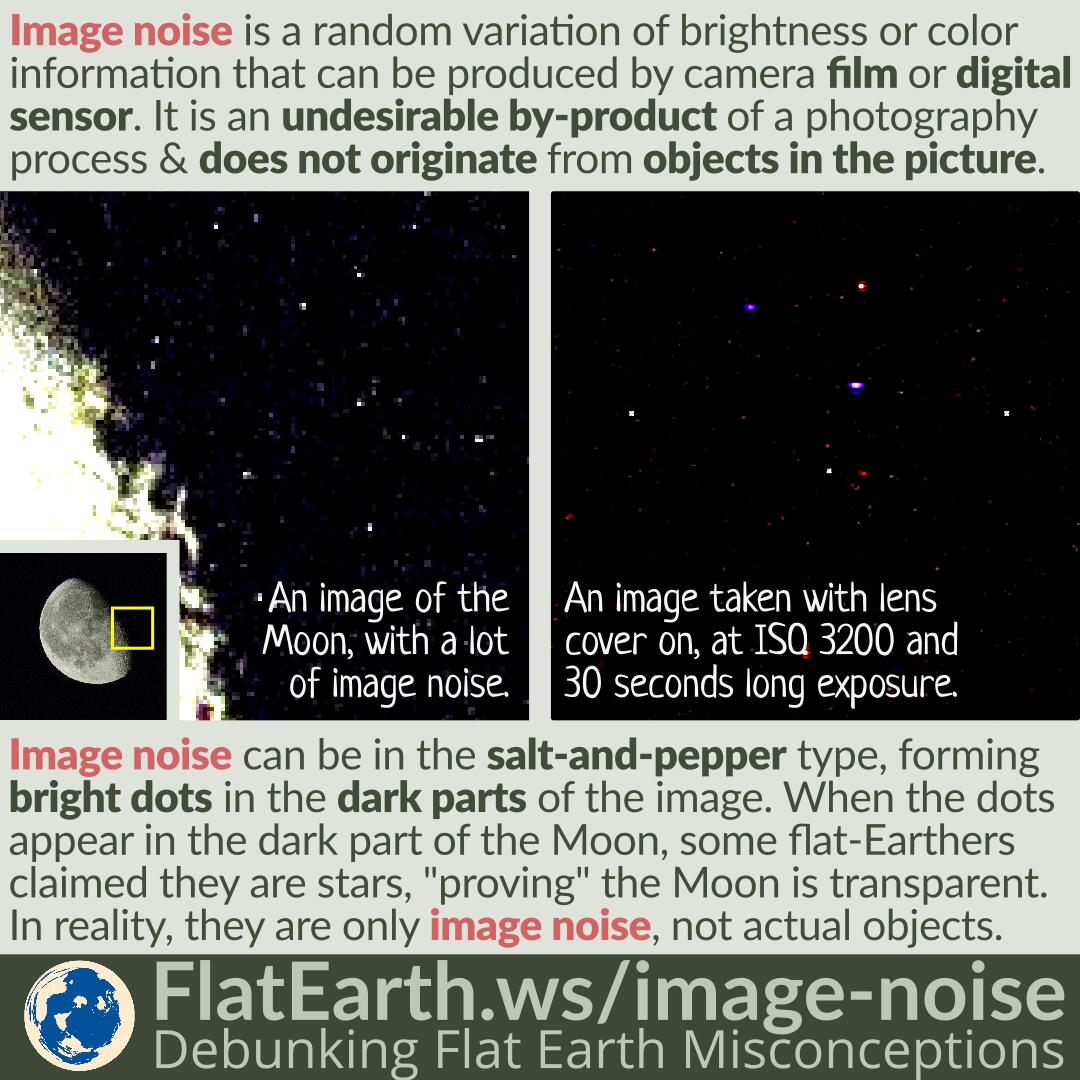 Image noise is a random variation of brightness or color
information that can be produced by camera film or digital
sensor. It is an undesirable by-product of a photography
process & does not originate from objects in the picture.
An image of the
Moon, with a lot
of image noise.
An image taken with lens
cover on, at ISO 3200 and
30 seconds long exposure.
Image noise can be in the salt-and-pepper type, forming
bright dots in the dark parts of the image. When the dots
appear in the dark part of the Moon, some flat-Earthers
claimed they are stars, "proving" the Moon is transparent.
In reality, they are only image noise, not actual objects.
FlatEarth.ws/image-noise
Debunking Flat Earth Misconceptions